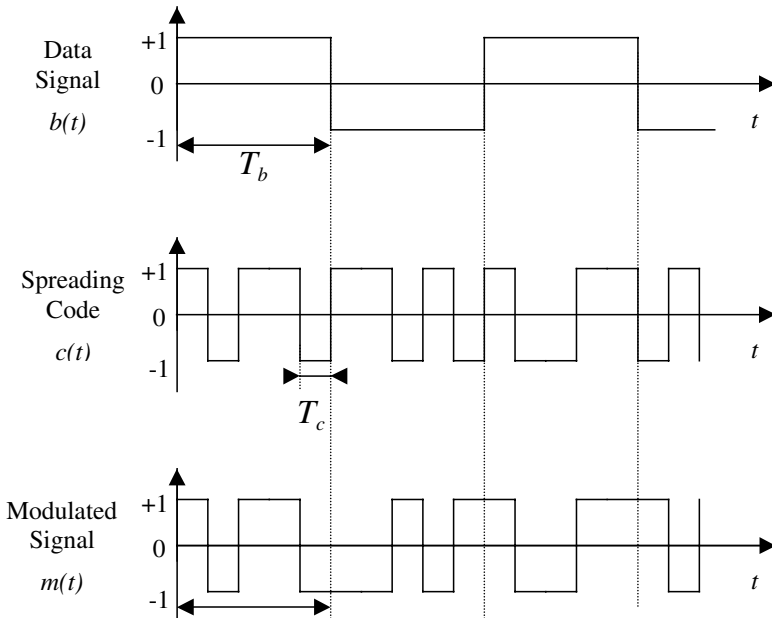 +1
Data
Signal
0
b(t)
-1
t
T_b
+1
Spreading
Code
0
c(t)
-1
t
T_c
+1
Modulated
Signal
0
m(t)
-1
t